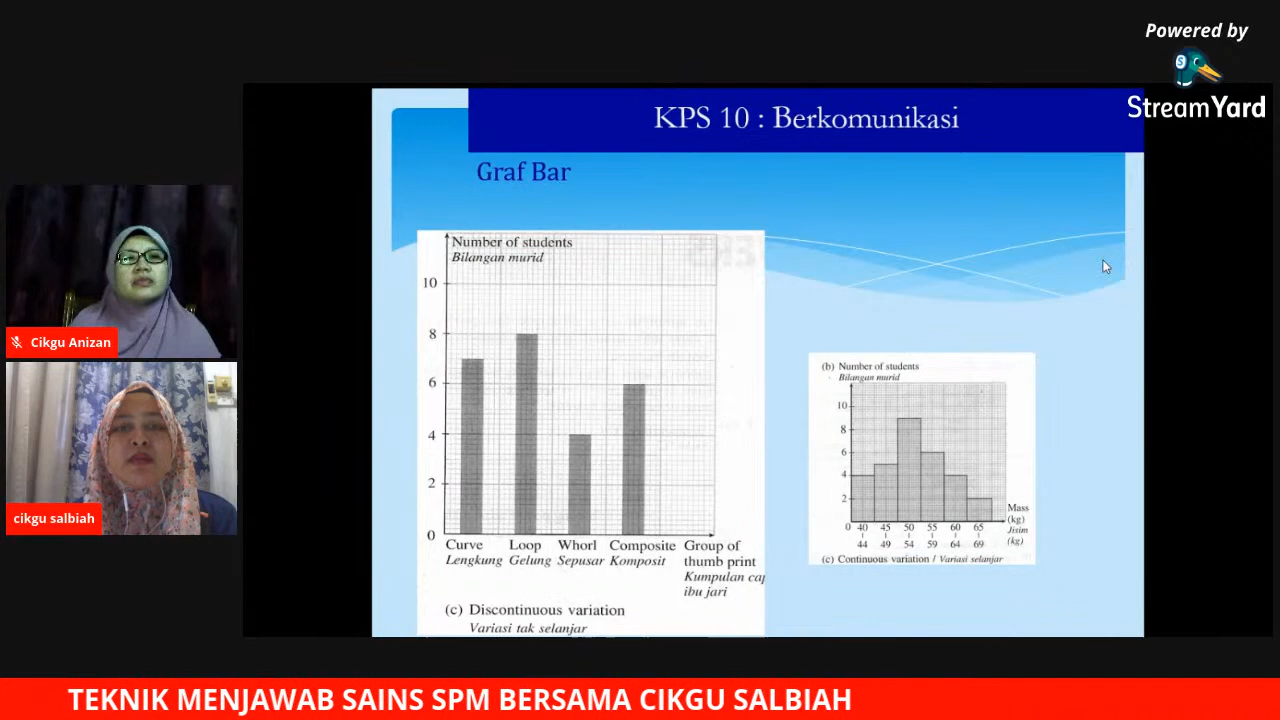 Powered by
StreamYard
KPS 10 : Berkomunikasi
Graf Bar
Number of students
Bilangan murid
10
8
6
4
2
0
Curve Loop Whorl Composite Group of
Lengkung Gelung Sepusar Komposit thumb print
Kumpulan cap
ibu jari
(c) Discontinuous variation
Variasi tak selanjar
(b) Number of students
Bilangan murid
10
8
6
4
2
0 40 45 50 55 60 65
44 49 54 59 64 69
Mass
(kg)
Jisim
(kg)
(c) Continuous variation / Variasi selanjar
Cikgu Anizan
cikgu salbiah
TEKNIK MENJAWAB SAINS SPM BERSAMA CIKGU SALBIAH